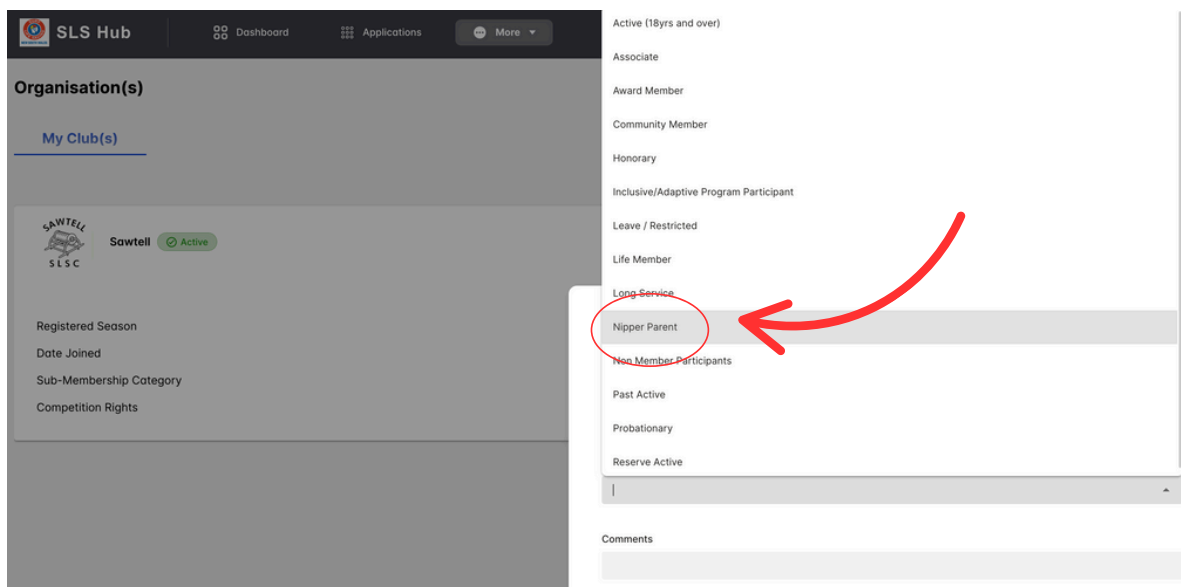 SLS Hub
Dashboard
Applications
More
Organisation(s)
My Club(s)
SAWTELL
SLSC
Sawtell
Active
Registered Season
Date Joined
Sub-Membership Category
Competition Rights
Active (18yrs and over)
Associate
Award Member
Community Member
Honorary
Inclusive/Adaptive Program Participant
Leave / Restricted
Life Member
Long Service
Nipper Parent
Non Member Participants
Past Active
Probationary
Reserve Active
Comments